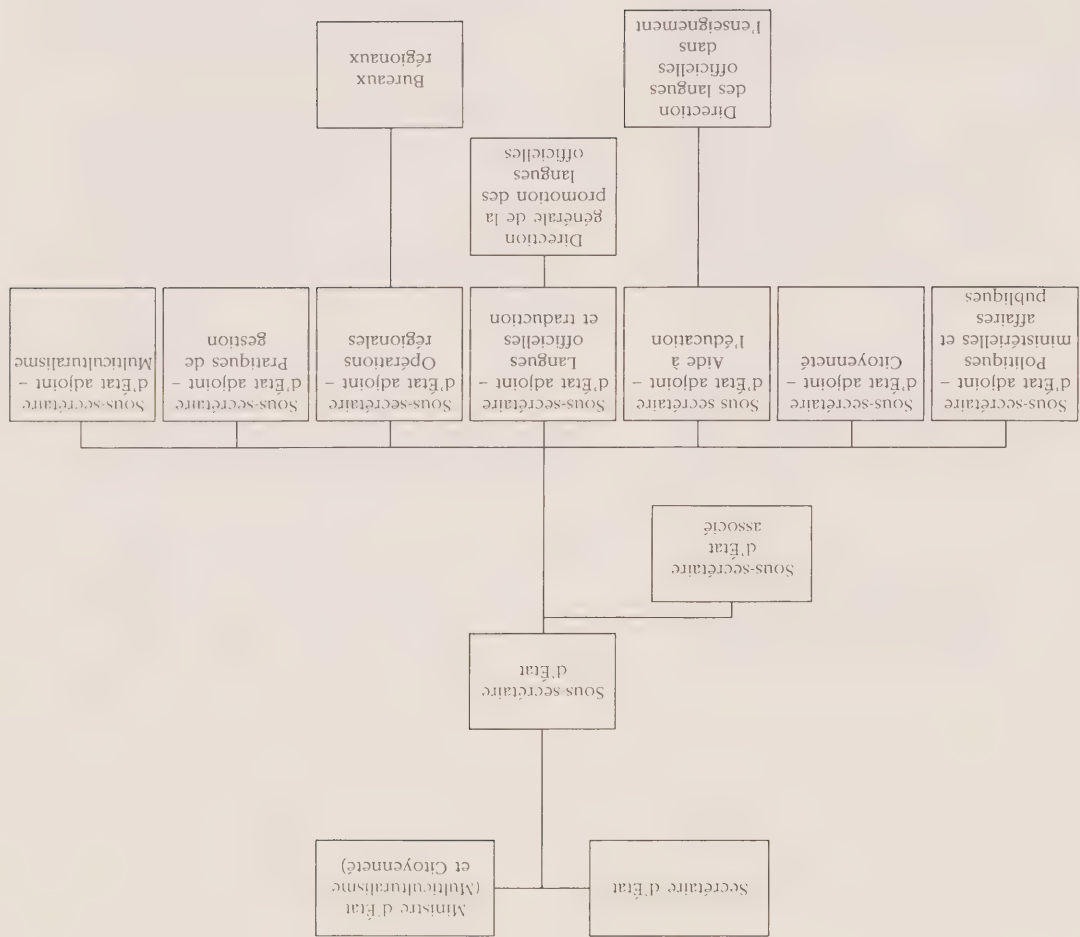 Secrétaire d'État
Ministre d'État
(Multiculturalisme
et Citoyenneté)
Sous-secrétaire
d'État
Sous-secrétaire
d'État
associé
Sous-secrétaire
d'État adjoint –
Politiques
ministérielles et
affaires
publiques
Sous-secrétaire
d'État adjoint –
Citoyenneté
Sous secrétaire
d'État adjoint –
Aide à
l'éducation
Sous-secrétaire
d'État adjoint –
Langues
officielles
et traduction
Sous-secrétaire
d'État adjoint –
Opérations
régionales
Sous-secrétaire
d'État adjoint –
Pratiques de
gestion
Sous-secrétaire
d'État adjoint –
Multiculturalisme
Direction
générale de la
promotion des
langues
officielles
Direction
des langues
officielles
dans
l'enseignement
Bureaux
régionaux